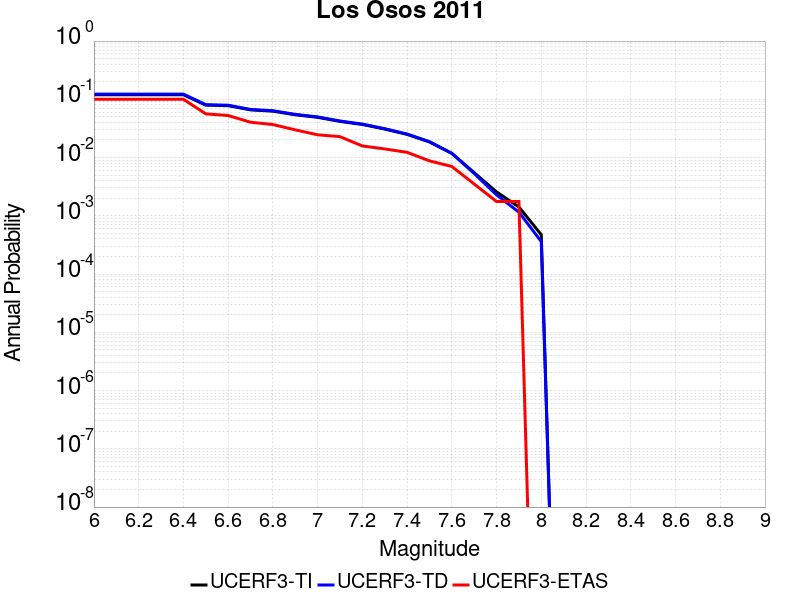 Los Osos 2011
10^0
10^-1
10^-2
10^-3
10^-4
10^-5
10^-6
10^-7
10^-8
Annual Probability
6 6.2 6.4 6.6 6.8 7 7.2 7.4 7.6 7.8 8 8.2 8.4 8.6 8.8 9
Magnitude
UCERF3-TI UCERF3-TD UCERF3-ETAS